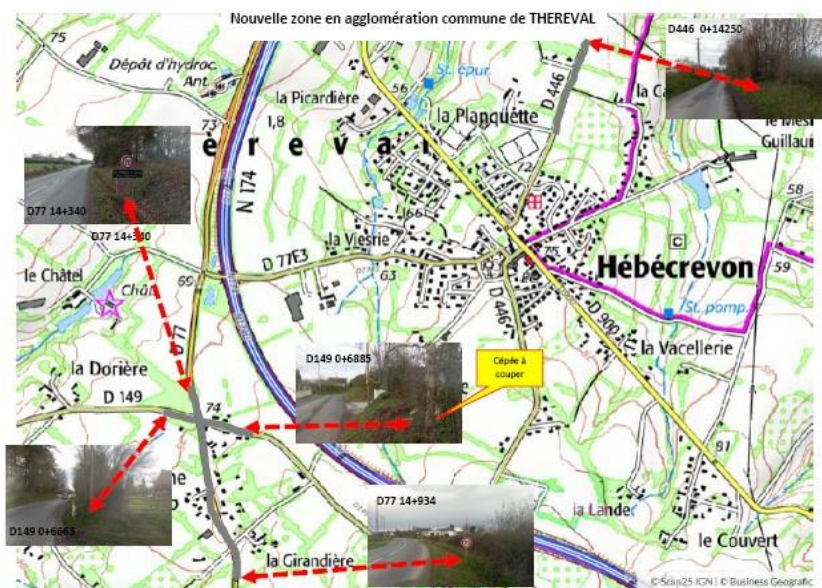 Nouvelle zone en agglomération commune de THEREVAL
D446 0+14250
75
Dépôt d'hydroc.
Ant.
la Picardière
56
St. épur.
D 446
la Planquette
le Mesl
Guillaur
73
1,8
è r e v a l
N 174
72
58
D77 14+340
D77 14+340
66
la Viesrie
D 77E3
63
75
C
59
Hébécrevon
le Châtel
Chât.
69
D 446
D 900
St. pomp.
D 77
D149 0+6885
Cépée à
couper
la Vacellerie
la Dorière
D 149
74
81
D149 0+6663
D77 14+934
la Lande
le Couvert
la Girandière
© Scan25 IGN | © Business Geografic